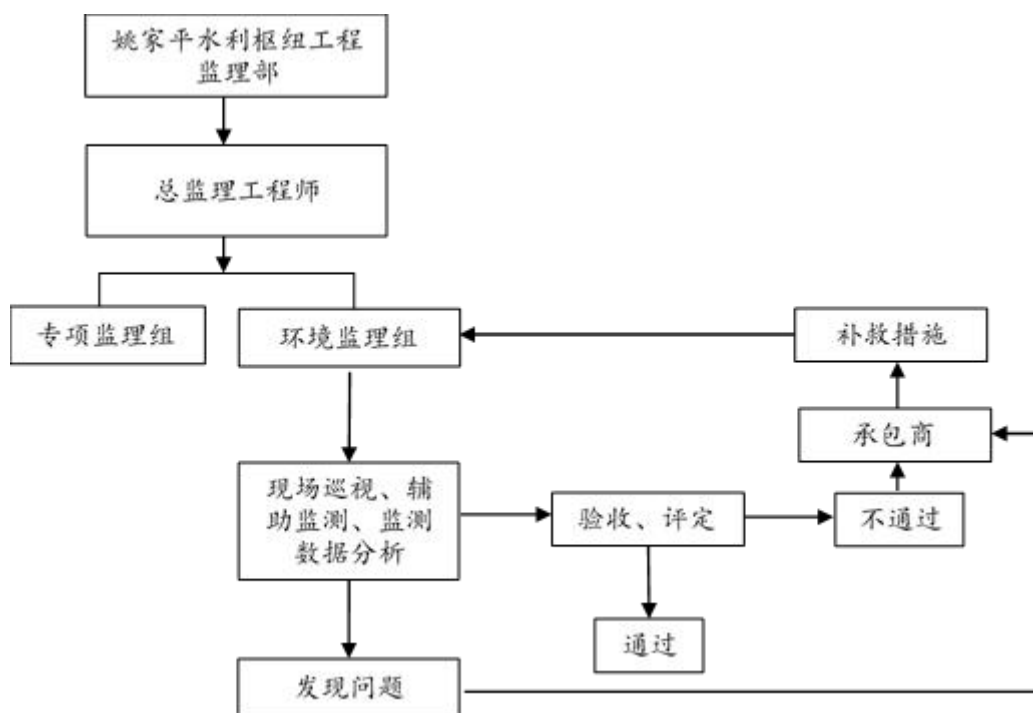 姚家平水利枢纽工程
监理部
总监理工程师
专项监理组
环境监理组
补救措施
承包商
现场巡视、辅
助监测、监测
数据分析
验收、评定
不通过
通过
发现问题